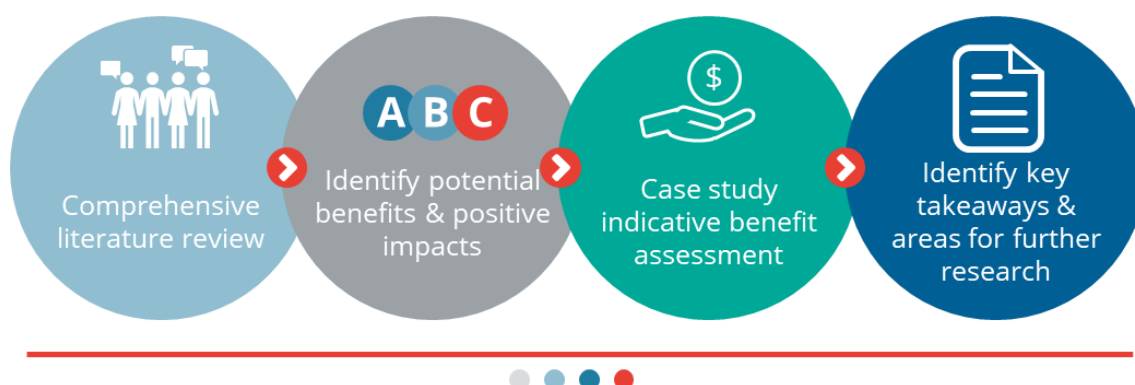 Comprehensive
literature review
A B C
Identify potential
benefits & positive
impacts
$
Case study
indicative benefit
assessment
Identify key
takeaways &
areas for further
research